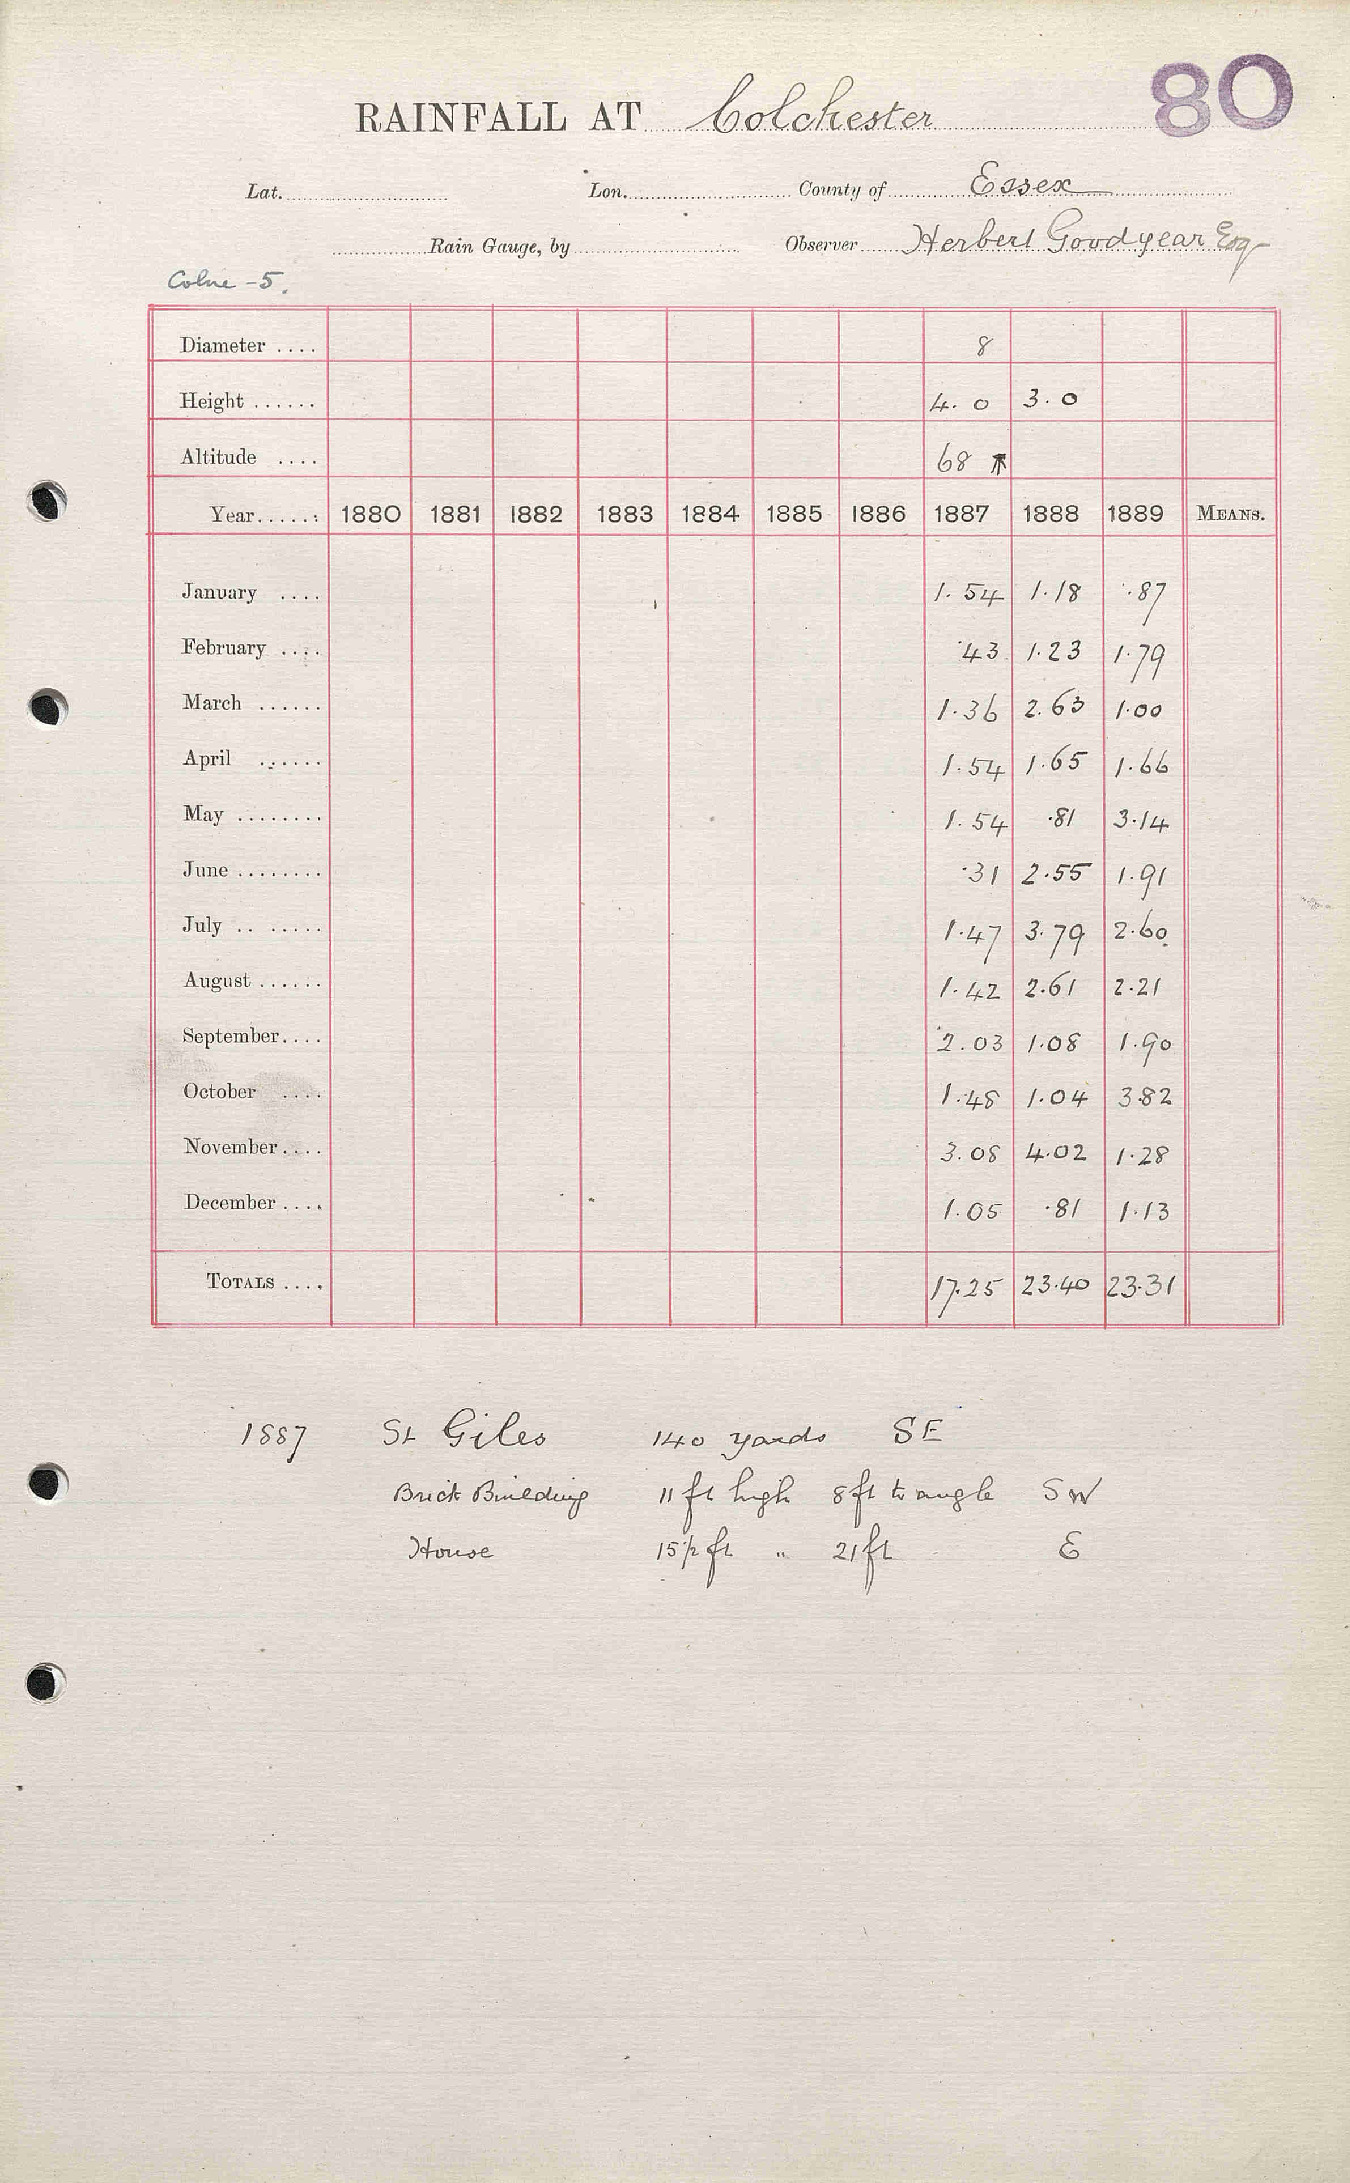 80
RAINFALL AT Colchester
Lat. Lon. County of Essex
Rain Gauge, by Observer Herbert Goodyear Esq
Colne - 5.
Diameter .... 8
Height ...... 4. 0 3. 0
Altitude .... 68
Year...... 1880 1881 1882 1883 1884 1885 1886 1887 1888 1889 MEANS.
January .... 1.54 1.18 .87
February .... .43 1.23 1.79
March ...... 1.36 2.63 1.00
April ...... 1.54 1.65 1.66
May ........ 1.54 .81 3.14
June ........ .31 2.55 1.91
July .. ..... 1.47 3.79 2.60
August ...... 1.42 2.61 2.21
September.... 2.03 1.08 1.90
October .... 1.48 1.04 3.82
November.... 3.08 4.02 1.28
December .... 1.05 .81 1.13
TOTALS .... 17.25 23.40 23.31
1887 St Giles 140 yards SE
Brick Building 11 ft high 8 ft to angle SW
House 15½ ft " 21 ft E